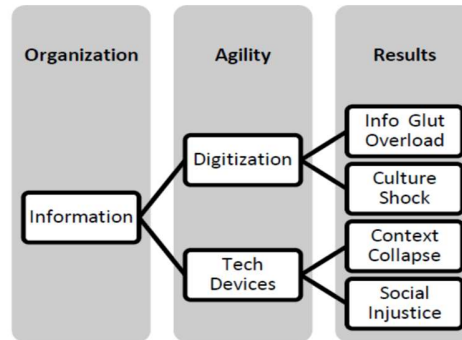 Organization
Agility
Results
Information
Digitization
Tech
Devices
Info Glut
Overload
Culture
Shock
Context
Collapse
Social
Injustice